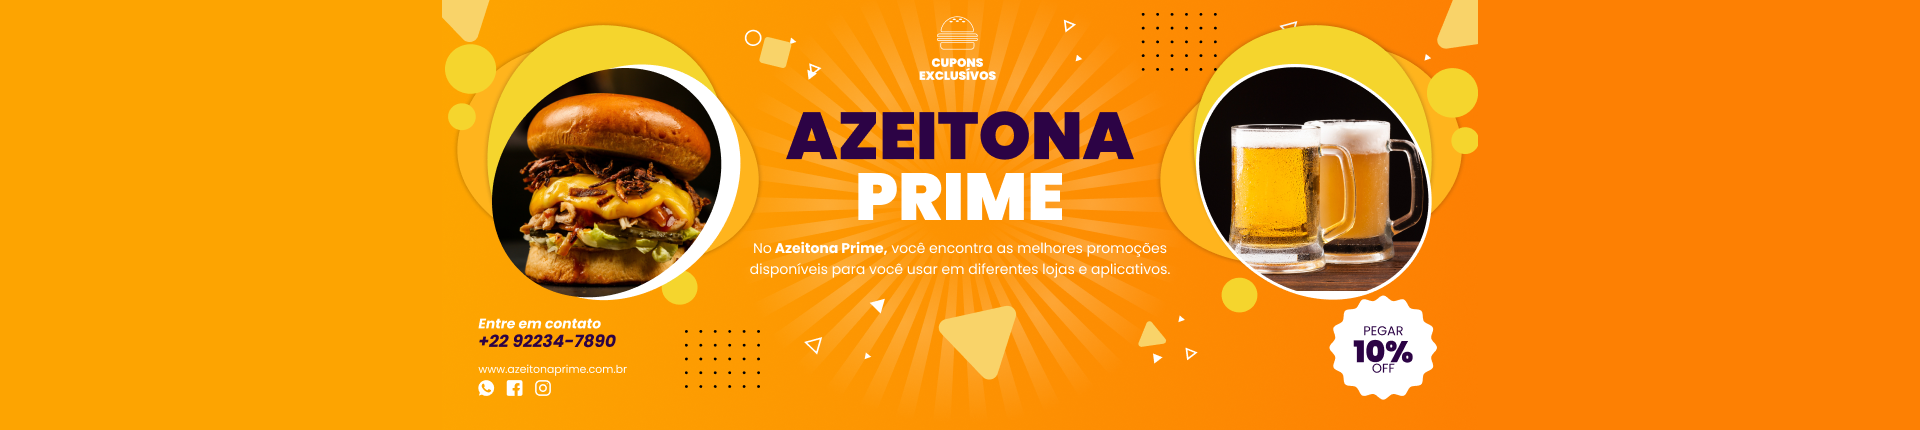 CUPONS
EXCLUSÍVOS
AZEITONA
PRIME
No Azeitona Prime, você encontra as melhores promoções
disponíveis para você usar em diferentes lojas e aplicativos.
Entre em contato
+22 92234-7890
www.azeitonaprime.com.br
PEGAR
10%
OFF